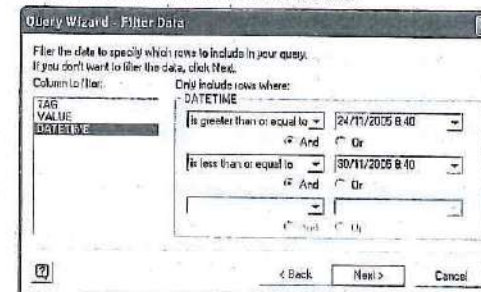 Query Wizard - Filter Data
Filter the data to specify which rows to include in your query.
If you don't want to filter the data, click Next.
Column to filter:
TAG
VALUE
DATETIME
Only include rows where:
DATETIME
is greater than or equal to 24/11/2005 8:40
And Or
is less than or equal to 30/11/2005 8:40
And Or
And Or
?
< Back Next > Cancel